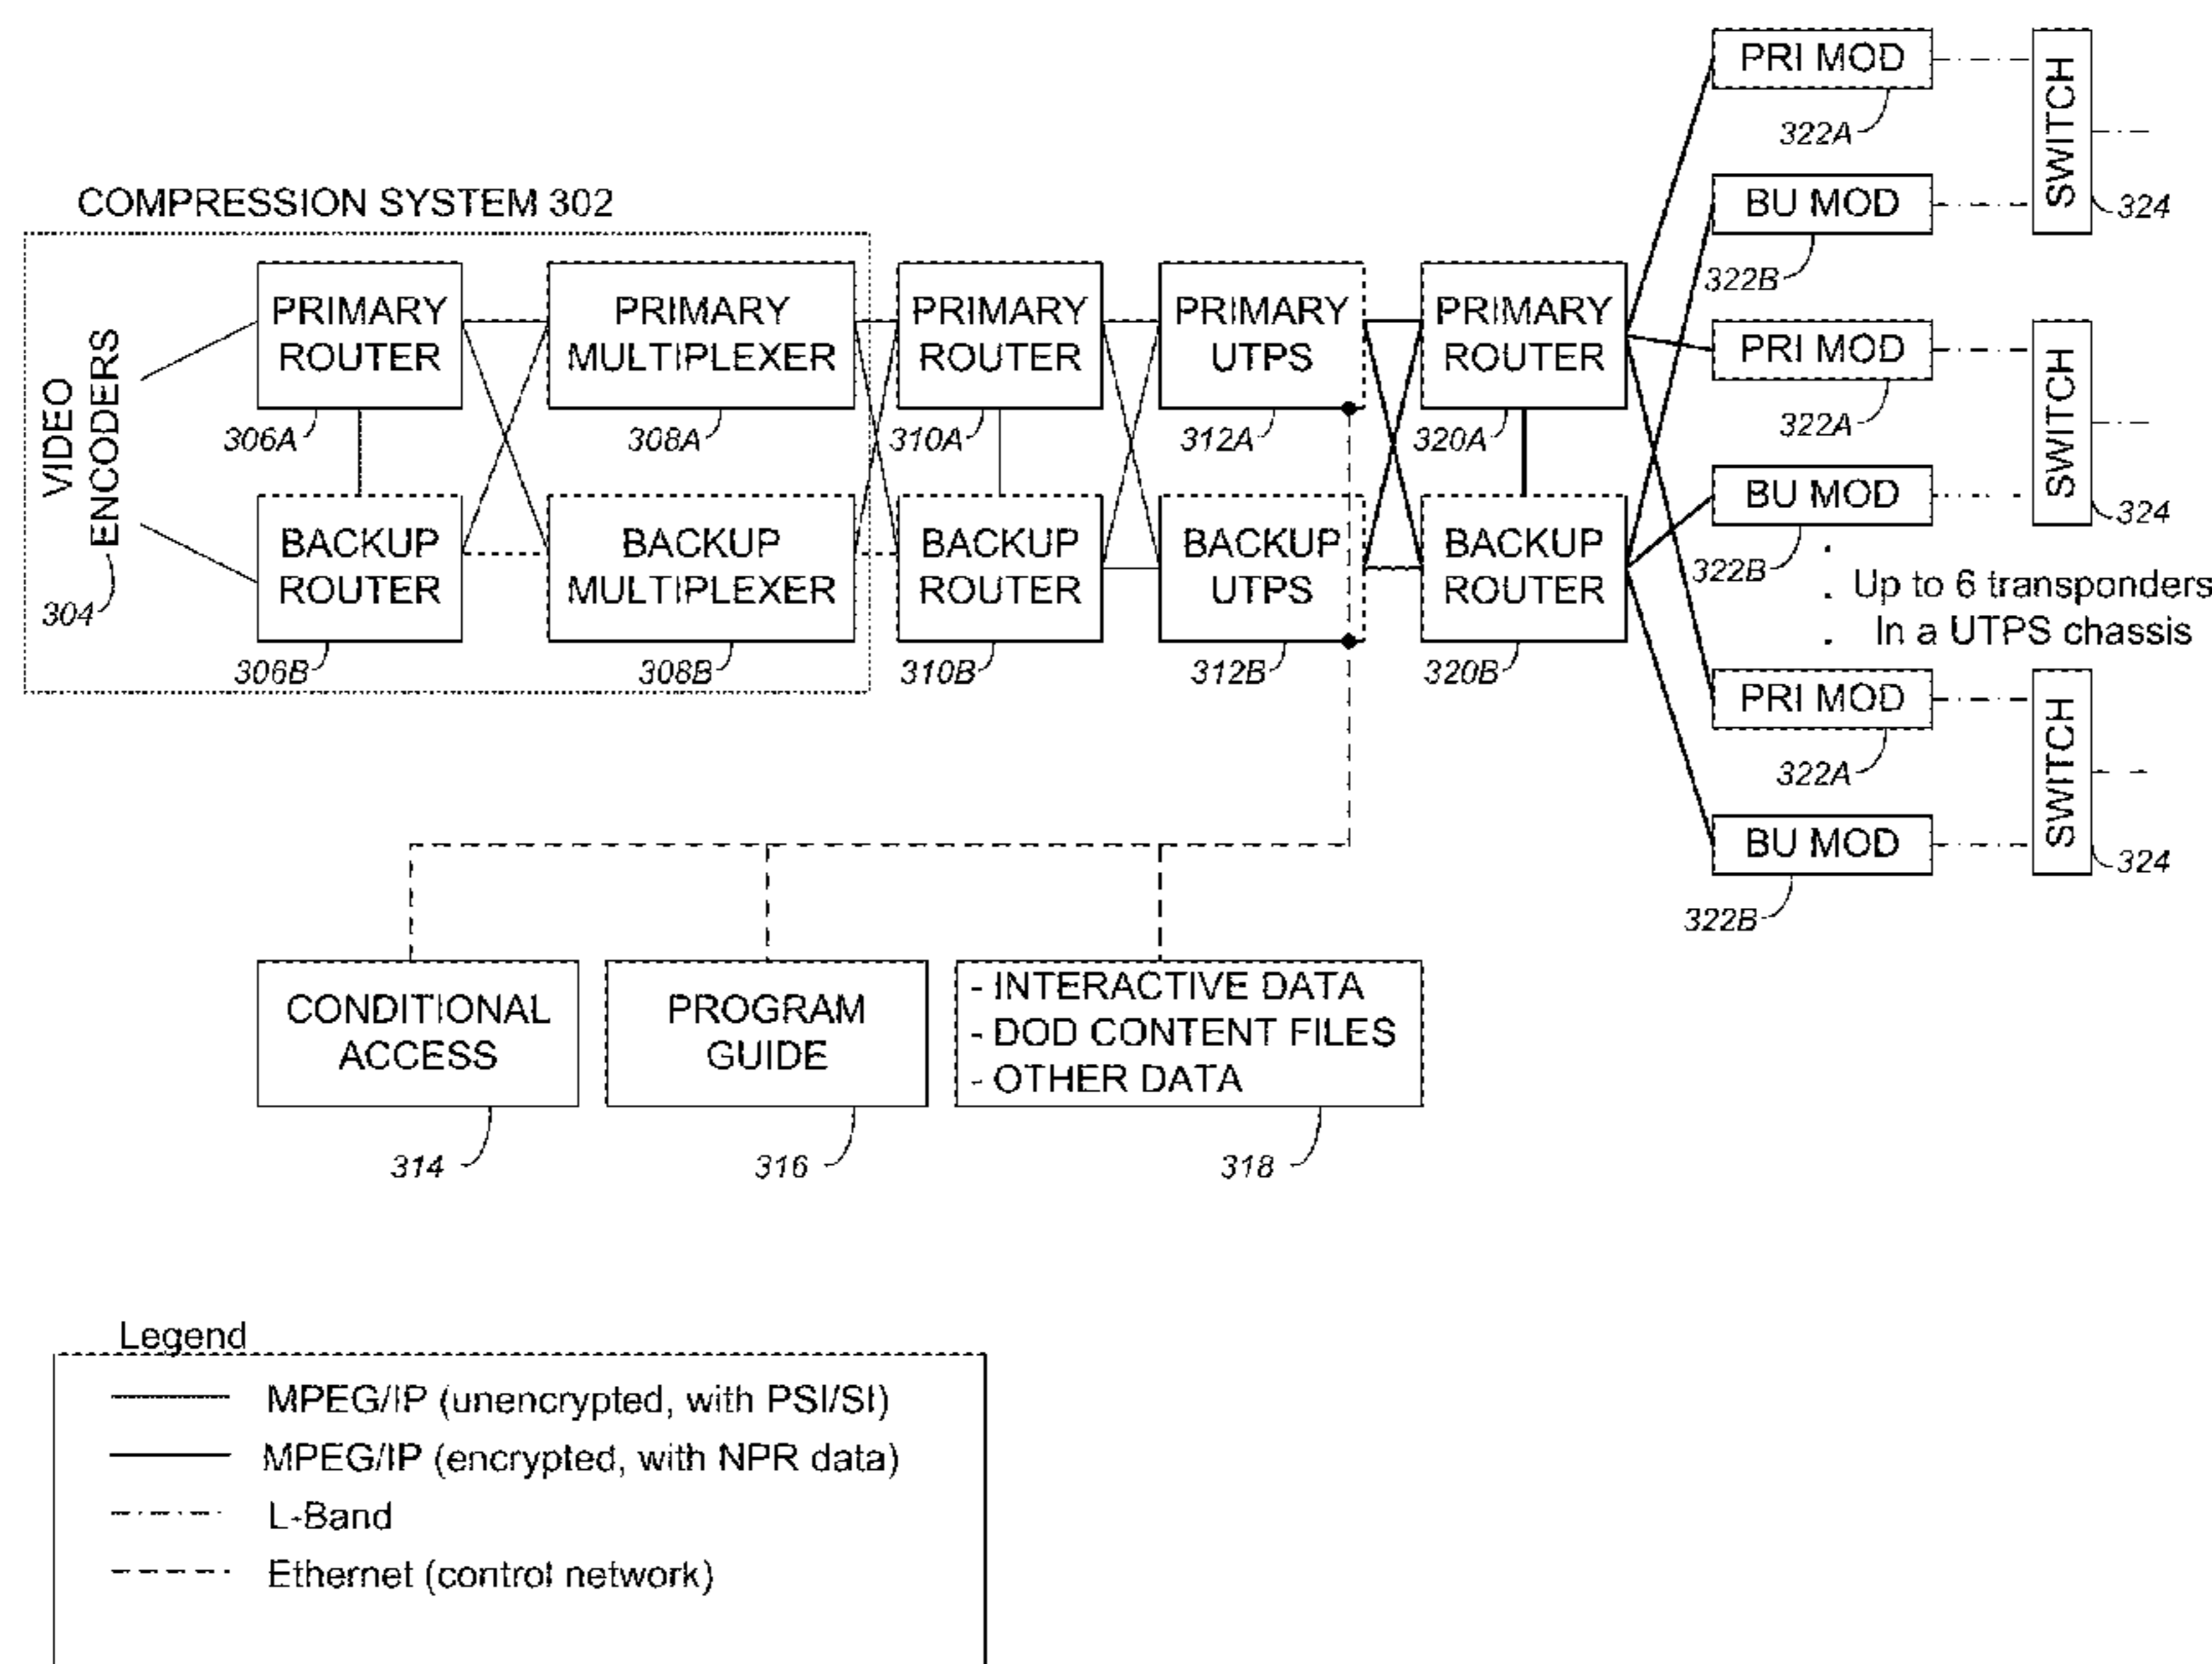 COMPRESSION SYSTEM 302
VIDEO
ENCODERS
304
PRIMARY
ROUTER
306A
BACKUP
ROUTER
306B
PRIMARY
MULTIPLEXER
308A
BACKUP
MULTIPLEXER
308B
PRIMARY
ROUTER
310A
BACKUP
ROUTER
310B
PRIMARY
UTPS
312A
BACKUP
UTPS
312B
PRIMARY
ROUTER
320A
BACKUP
ROUTER
320B
PRI MOD
322A
BU MOD
322B
SWITCH
324
PRI MOD
322A
BU MOD
322B
SWITCH
324
Up to 6 transponders
In a UTPS chassis
PRI MOD
322A
BU MOD
322B
SWITCH
324
CONDITIONAL
ACCESS
314
PROGRAM
GUIDE
316
- INTERACTIVE DATA
- DOD CONTENT FILES
- OTHER DATA
318
Legend
MPEG/IP (unencrypted, with PSI/SI)
MPEG/IP (encrypted, with NPR data)
L-Band
Ethernet (control network)